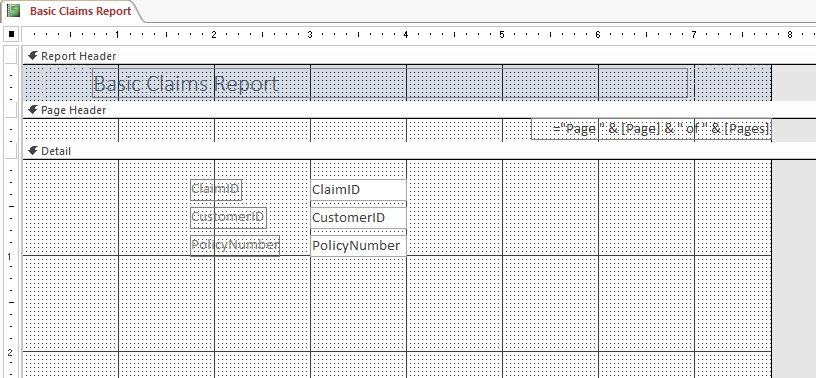 Basic Claims Report
1 2 3 4 5 6 7 8
Report Header
Basic Claims Report
Page Header
="Page " & [Page] & " of " & [Pages]
Detail
ClaimID ClaimID
CustomerID CustomerID
PolicyNumber PolicyNumber
1
2